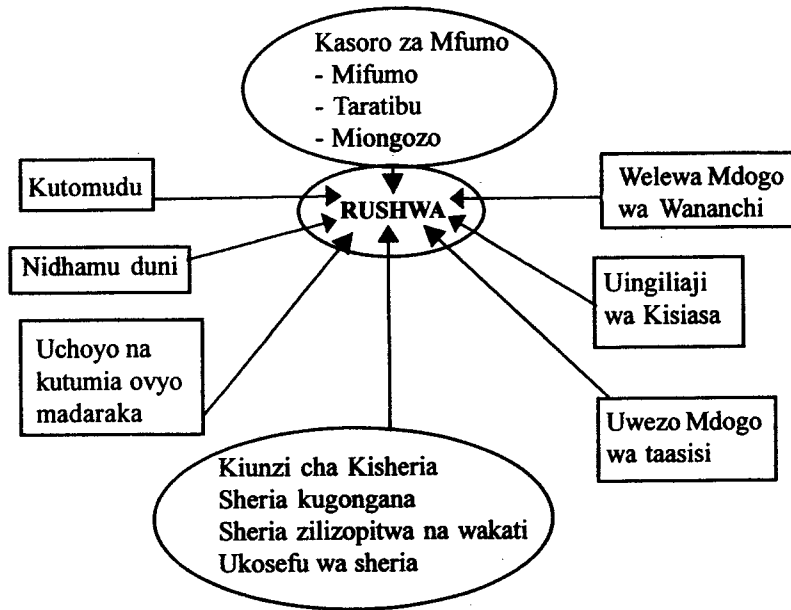 Kasoro za Mfumo
- Mifumo
- Taratibu
- Miongozo
Kutomudu
RUSHWA
Welewa Mdogo
wa Wananchi
Nidhamu duni
Uingiliaji
wa Kisiasa
Uchoyo na
kutumia ovyo
madaraka
Uwezo Mdogo
wa taasisi
Kiunzi cha Kisheria
Sheria kugongana
Sheria zilizopitwa na wakati
Ukosefu wa sheria